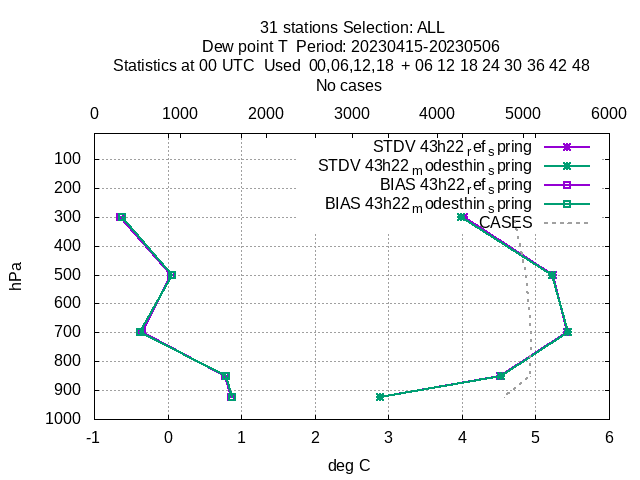 31 stations Selection: ALL
Dew point T  Period: 20230415-20230506
Statistics at 00 UTC  Used  00,06,12,18  + 06 12 18 24 30 36 42 48
No cases
0 1000 2000 3000 4000 5000 6000
STDV 43h22_ref_spring
STDV 43h22_modesthin_spring
BIAS 43h22_ref_spring
BIAS 43h22_modesthin_spring
CASES
100
200
300
400
500
600
700
800
900
1000
hPa
-1 0 1 2 3 4 5 6
deg C